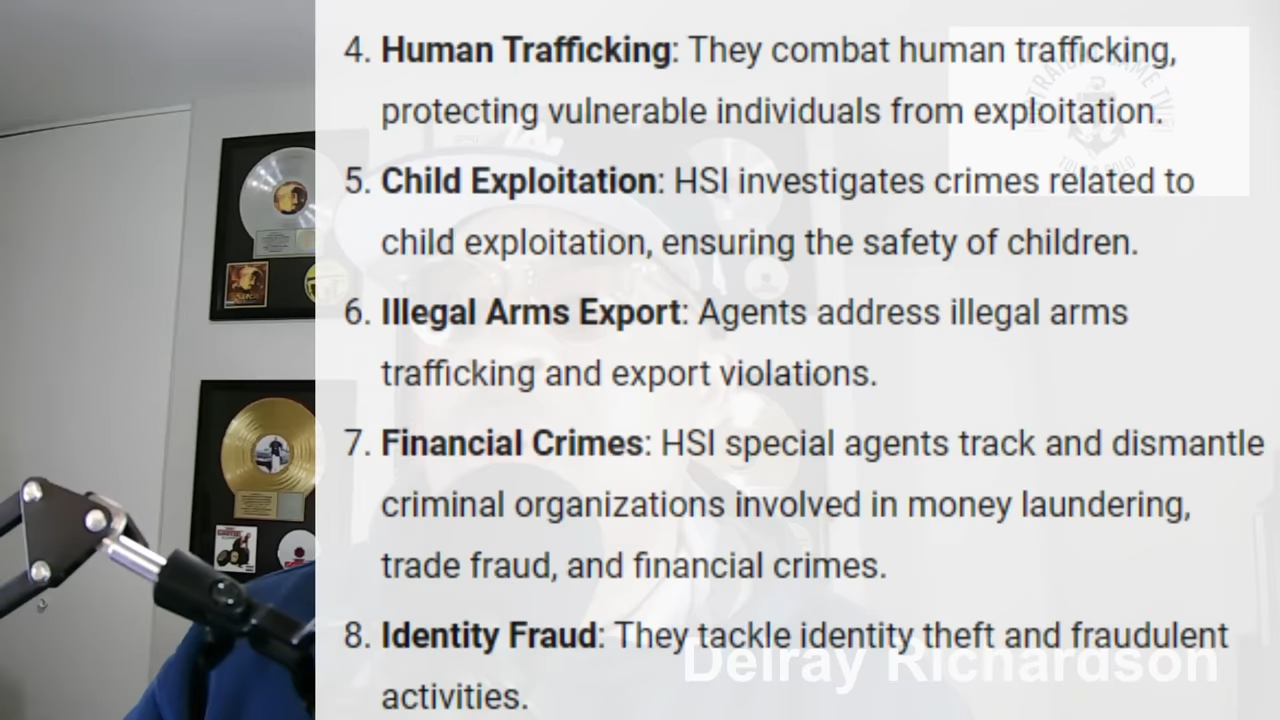 4. Human Trafficking: They combat human trafficking,
protecting vulnerable individuals from exploitation.
5. Child Exploitation: HSI investigates crimes related to
child exploitation, ensuring the safety of children.
6. Illegal Arms Export: Agents address illegal arms
trafficking and export violations.
7. Financial Crimes: HSI special agents track and dismantle
criminal organizations involved in money laundering,
trade fraud, and financial crimes.
8. Identity Fraud: They tackle identity theft and fraudulent
activities.
Delray Richardson